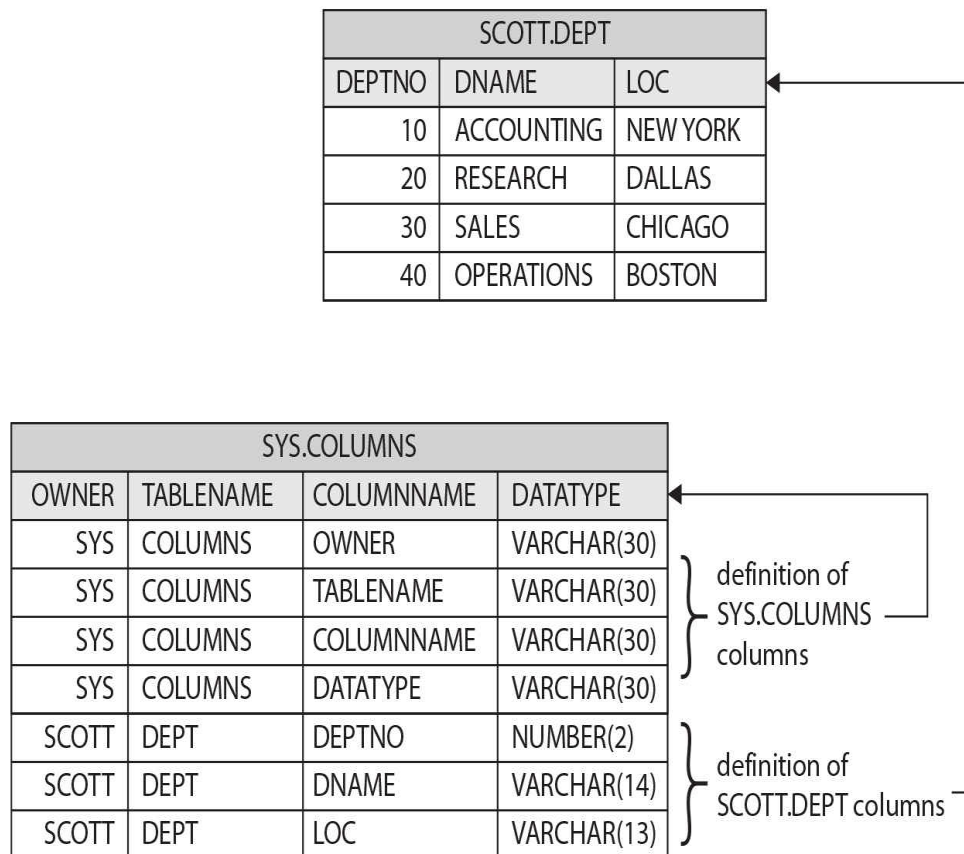 SCOTT.DEPT
DEPTNO DNAME LOC
10 ACCOUNTING NEW YORK
20 RESEARCH DALLAS
30 SALES CHICAGO
40 OPERATIONS BOSTON
SYS.COLUMNS
OWNER TABLENAME COLUMNNAME DATATYPE
SYS COLUMNS OWNER VARCHAR(30)
SYS COLUMNS TABLENAME VARCHAR(30)
SYS COLUMNS COLUMNNAME VARCHAR(30)
SYS COLUMNS DATATYPE VARCHAR(30)
SCOTT DEPT DEPTNO NUMBER(2)
SCOTT DEPT DNAME VARCHAR(14)
SCOTT DEPT LOC VARCHAR(13)
definition of
SYS.COLUMNS
columns
definition of
SCOTT.DEPT columns